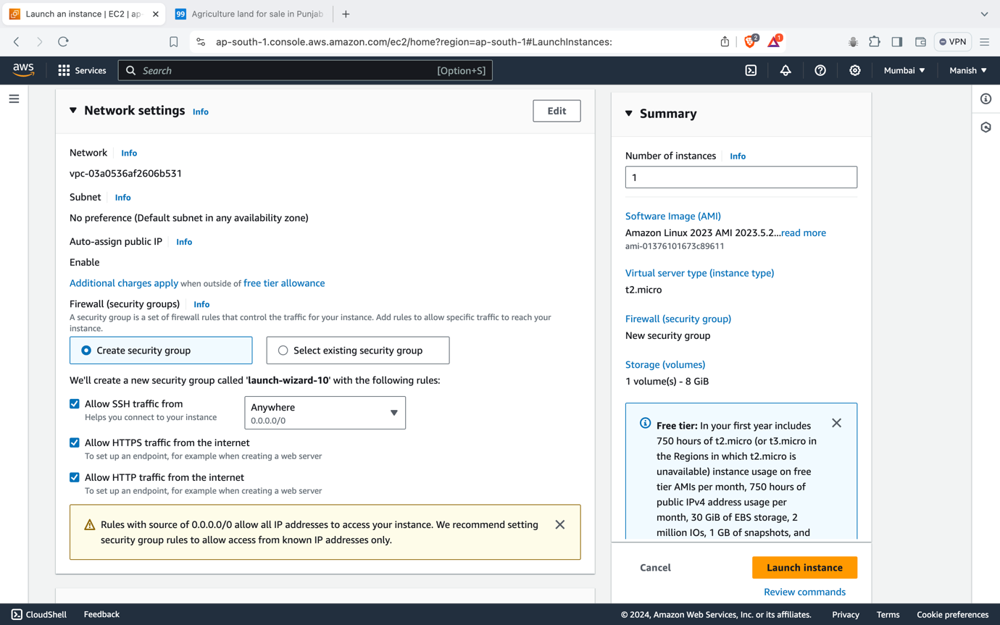 Launch an instance | EC2 | ap-
99 Agriculture land for sale in Punjab
ap-south-1.console.aws.amazon.com/ec2/home?region=ap-south-1#LaunchInstances:
2
1
VPN
aws
Services
Search
[Option+S]
Mumbai
Manish
Network settings Info
Edit
Network Info
vpc-03a0536af2606b531
Subnet Info
No preference (Default subnet in any availability zone)
Auto-assign public IP Info
Enable
Additional charges apply when outside of free tier allowance
Firewall (security groups) Info
A security group is a set of firewall rules that control the traffic for your instance. Add rules to allow specific traffic to reach your
instance.
Create security group
Select existing security group
We'll create a new security group called 'launch-wizard-10' with the following rules:
Allow SSH traffic from
Helps you connect to your instance
Anywhere
0.0.0.0/0
Allow HTTPS traffic from the internet
To set up an endpoint, for example when creating a web server
Allow HTTP traffic from the internet
To set up an endpoint, for example when creating a web server
Rules with source of 0.0.0.0/0 allow all IP addresses to access your instance. We recommend setting
security group rules to allow access from known IP addresses only.
Summary
Number of instances Info
1
Software Image (AMI)
Amazon Linux 2023 AMI 2023.5.2...read more
ami-01376101673c89611
Virtual server type (instance type)
t2.micro
Firewall (security group)
New security group
Storage (volumes)
1 volume(s) - 8 GiB
Free tier: In your first year includes
750 hours of t2.micro (or t3.micro in
the Regions in which t2.micro is
unavailable) instance usage on free
tier AMIs per month, 750 hours of
public IPv4 address usage per
month, 30 GiB of EBS storage, 2
million IOs, 1 GB of snapshots, and
Cancel
Launch instance
Review commands
CloudShell
Feedback
© 2024, Amazon Web Services, Inc. or its affiliates.
Privacy
Terms
Cookie preferences